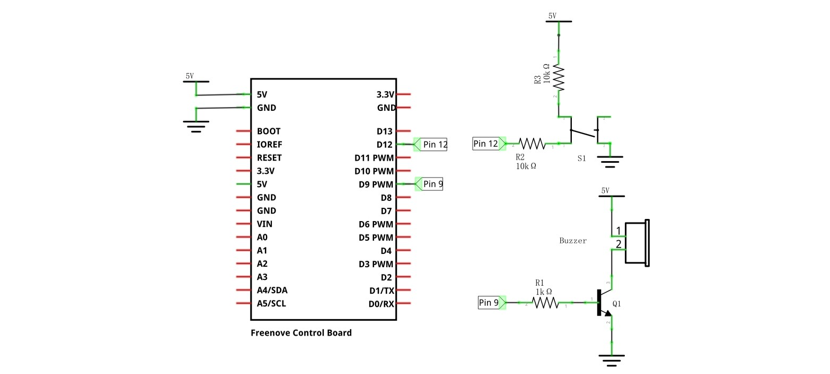 5V
5V
GND
BOOT
IOREF
RESET
3.3V
5V
GND
GND
VIN
A0
A1
A2
A3
A4/SDA
A5/SCL
3.3V
GND
D13
D12
D11 PWM
D10 PWM
D9 PWM
D8
D7
D6 PWM
D5 PWM
D4
D3 PWM
D2
D1/TX
D0/RX
Pin 12
Pin 9
Freenove Control Board
5V
R3
10kΩ
Pin 12
R2
10kΩ
S1
5V
Buzzer
1
2
R1
1kΩ
Pin 9
Q1